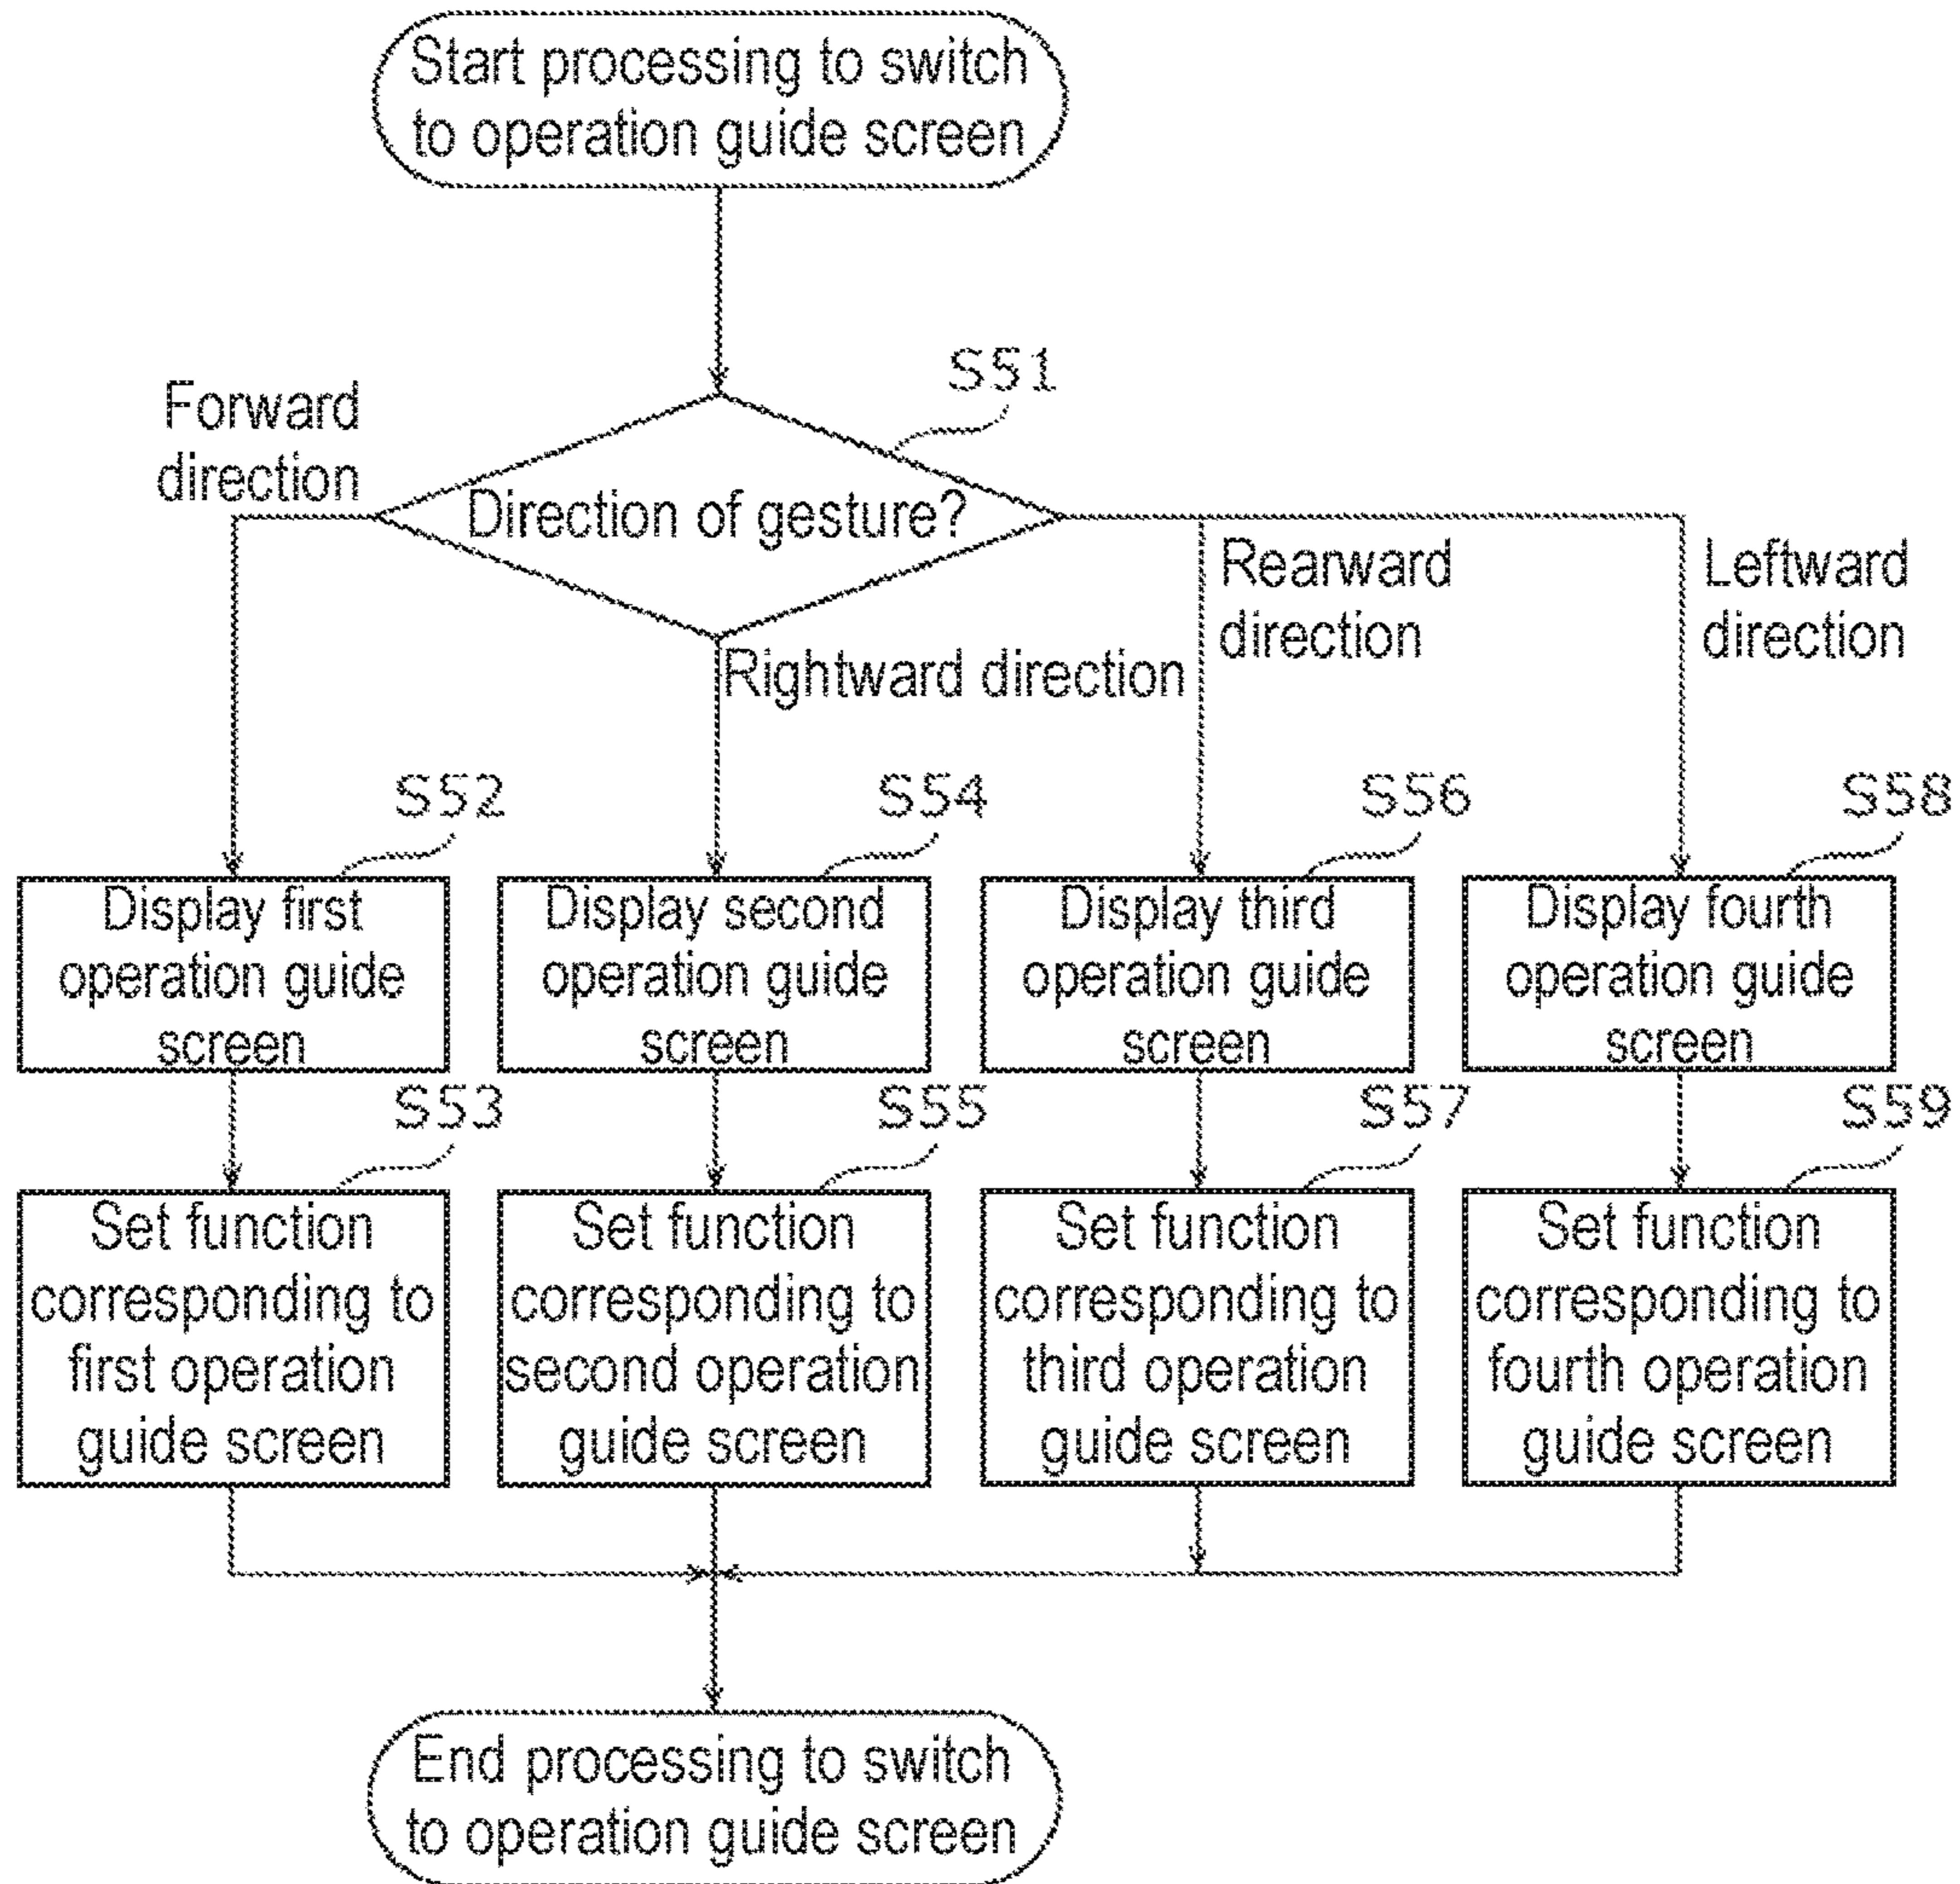 Start processing to switch
to operation guide screen
S51
Forward
direction
Direction of gesture?
Rearward
direction
Leftward
direction
Rightward direction
S52
S54
S56
S58
Display first
operation guide
screen
Display second
operation guide
screen
Display third
operation guide
screen
Display fourth
operation guide
screen
S53
S55
S57
S59
Set function
corresponding to
first operation
guide screen
Set function
corresponding to
second operation
guide screen
Set function
corresponding to
third operation
guide screen
Set function
corresponding to
fourth operation
guide screen
End processing to switch
to operation guide screen